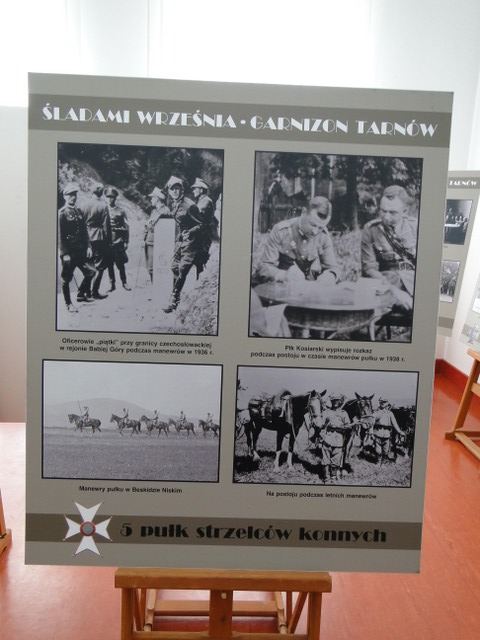 ŚLADAMI WRZEŚNIA - GARNIZON TARNÓW
Oficerowie „piątki” przy granicy czechosłowackiej
w rejonie Babiej Góry podczas manewrów w 1936 r.
Płk Kosiarski wypisuje rozkaz
podczas postoju w czasie manewrów pułku w 1938 r.
Manewry pułku w Beskidzie Niskim
Na postoju podczas letnich manewrów
5 pułk strzelców konnych
TARNÓW